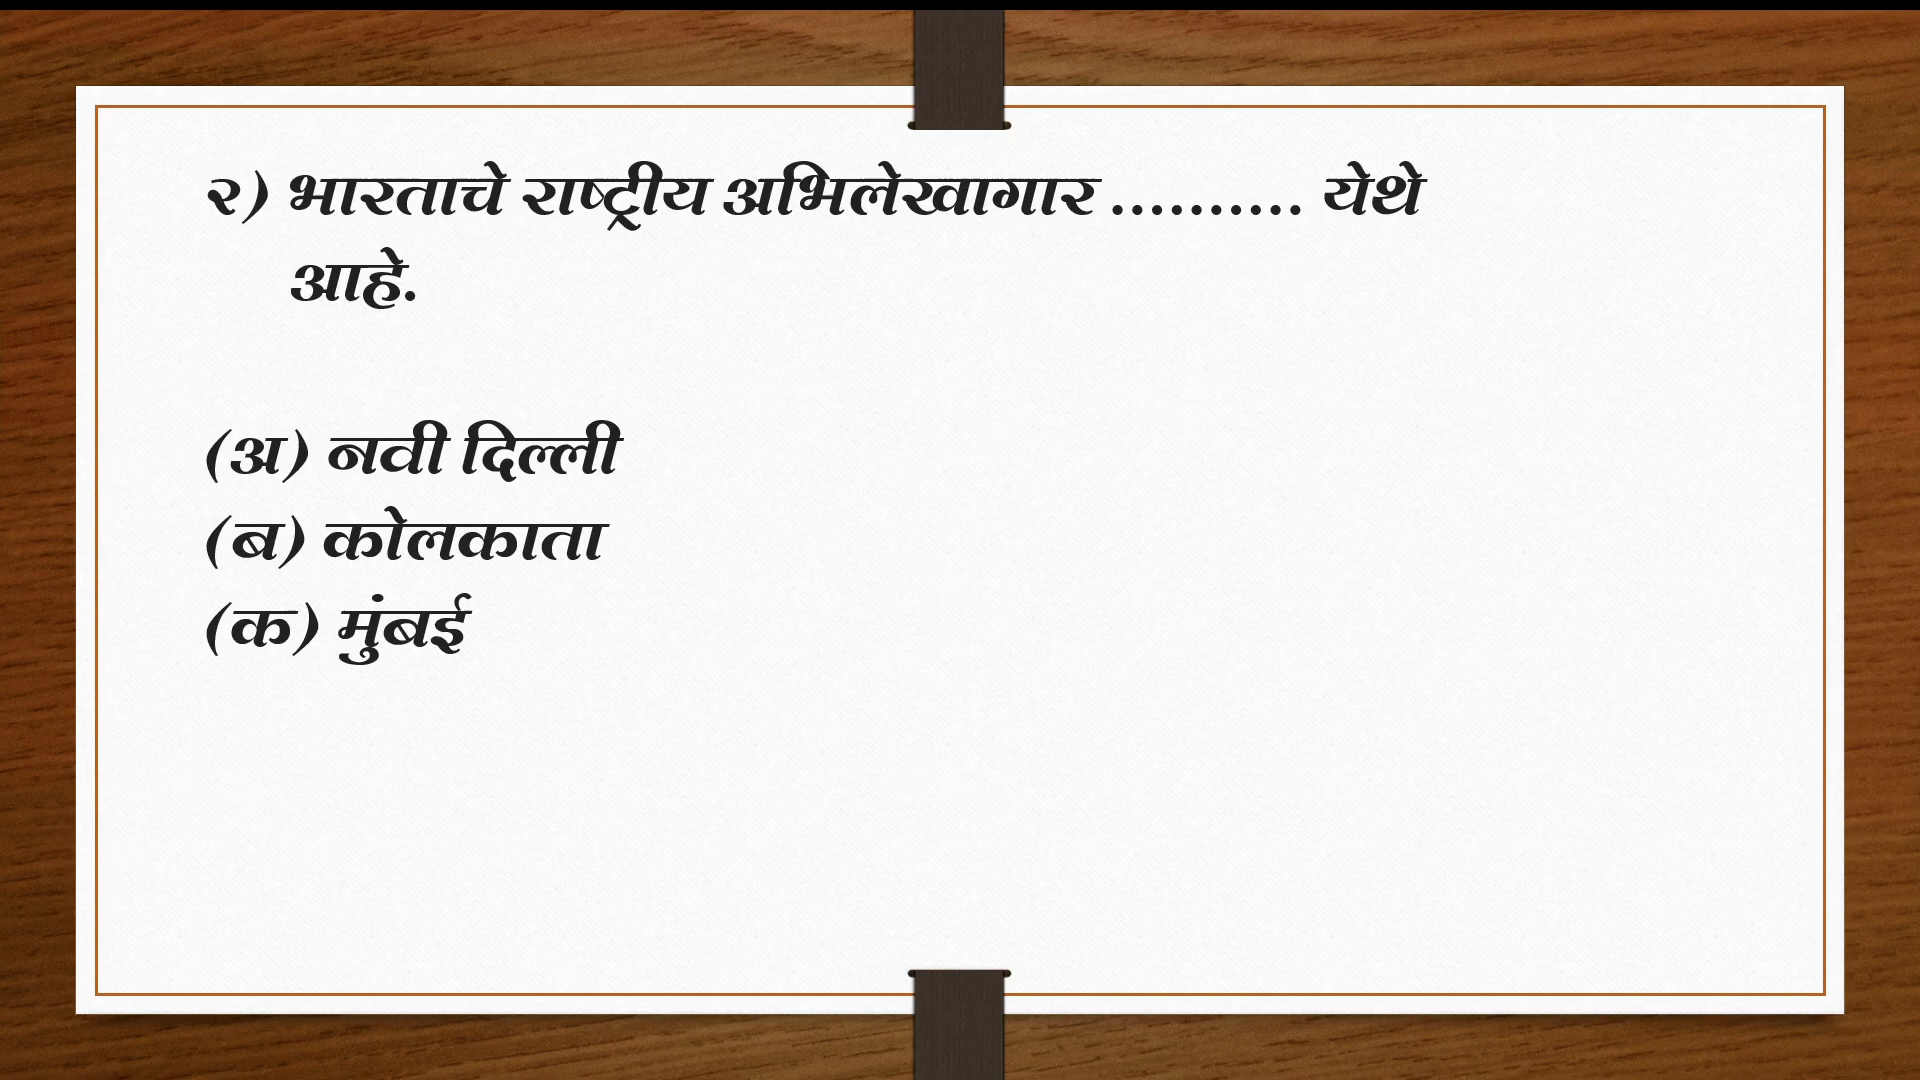 २) भारताचे राष्ट्रीय अभिलेखागार .......... येथे
आहे.
(अ) नवी दिल्ली
(ब) कोलकाता
(क) मुंबई